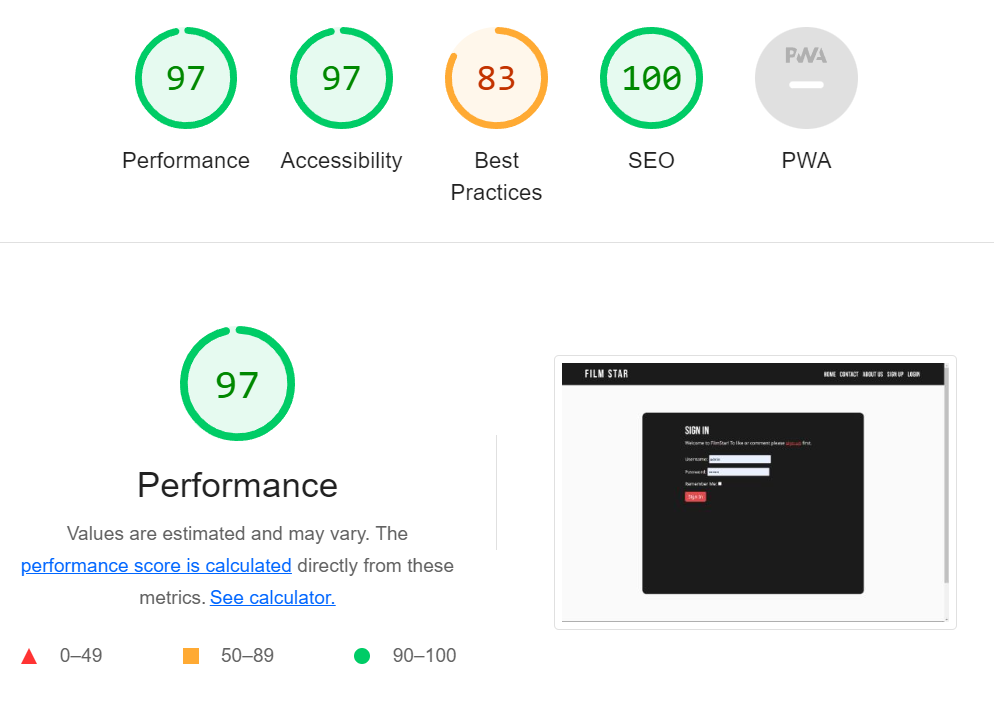 97
97
83
100
PWA
Performance
Accessibility
Best
Practices
SEO
PWA
97
Performance
Values are estimated and may vary. The
performance score is calculated directly from these
metrics. See calculator.
0–49
50–89
90–100
FILM STAR
HOME CONTACT ABOUT US SIGN UP LOGIN
SIGN IN
Welcome to FilmStar! To like or comment please sign up first.
Username: admin
Password:
Remember Me:
Sign In